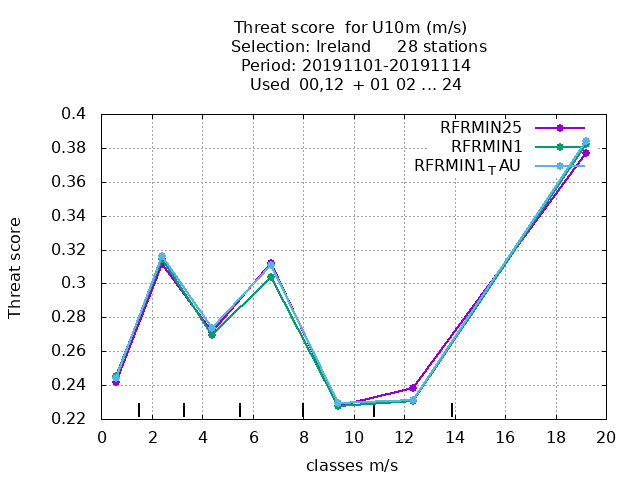 Threat score  for U10m (m/s)
Selection: Ireland     28 stations
Period: 20191101-20191114
Used  00,12  + 01 02 ... 24
RFRMIN25
RFRMIN1
RFRMIN1TAU
0.4
0.38
0.36
0.34
0.32
0.3
0.28
0.26
0.24
0.22
Threat score
0 2 4 6 8 10 12 14 16 18 20
classes m/s